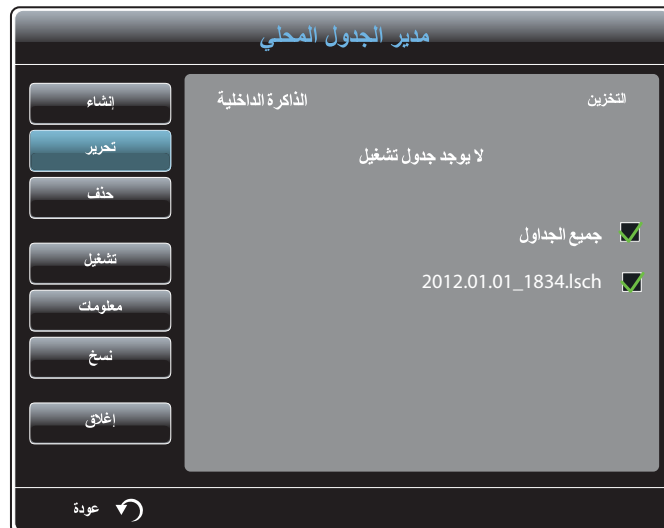 مدير الجدول المحلي
التخزين
الذاكرة الداخلية
لا يوجد جدول تشغيل
جميع الجداول
2012.01.01_1834.lsch
إنشاء
تحرير
حذف
تشغيل
معلومات
نسخ
إغلاق
عودة